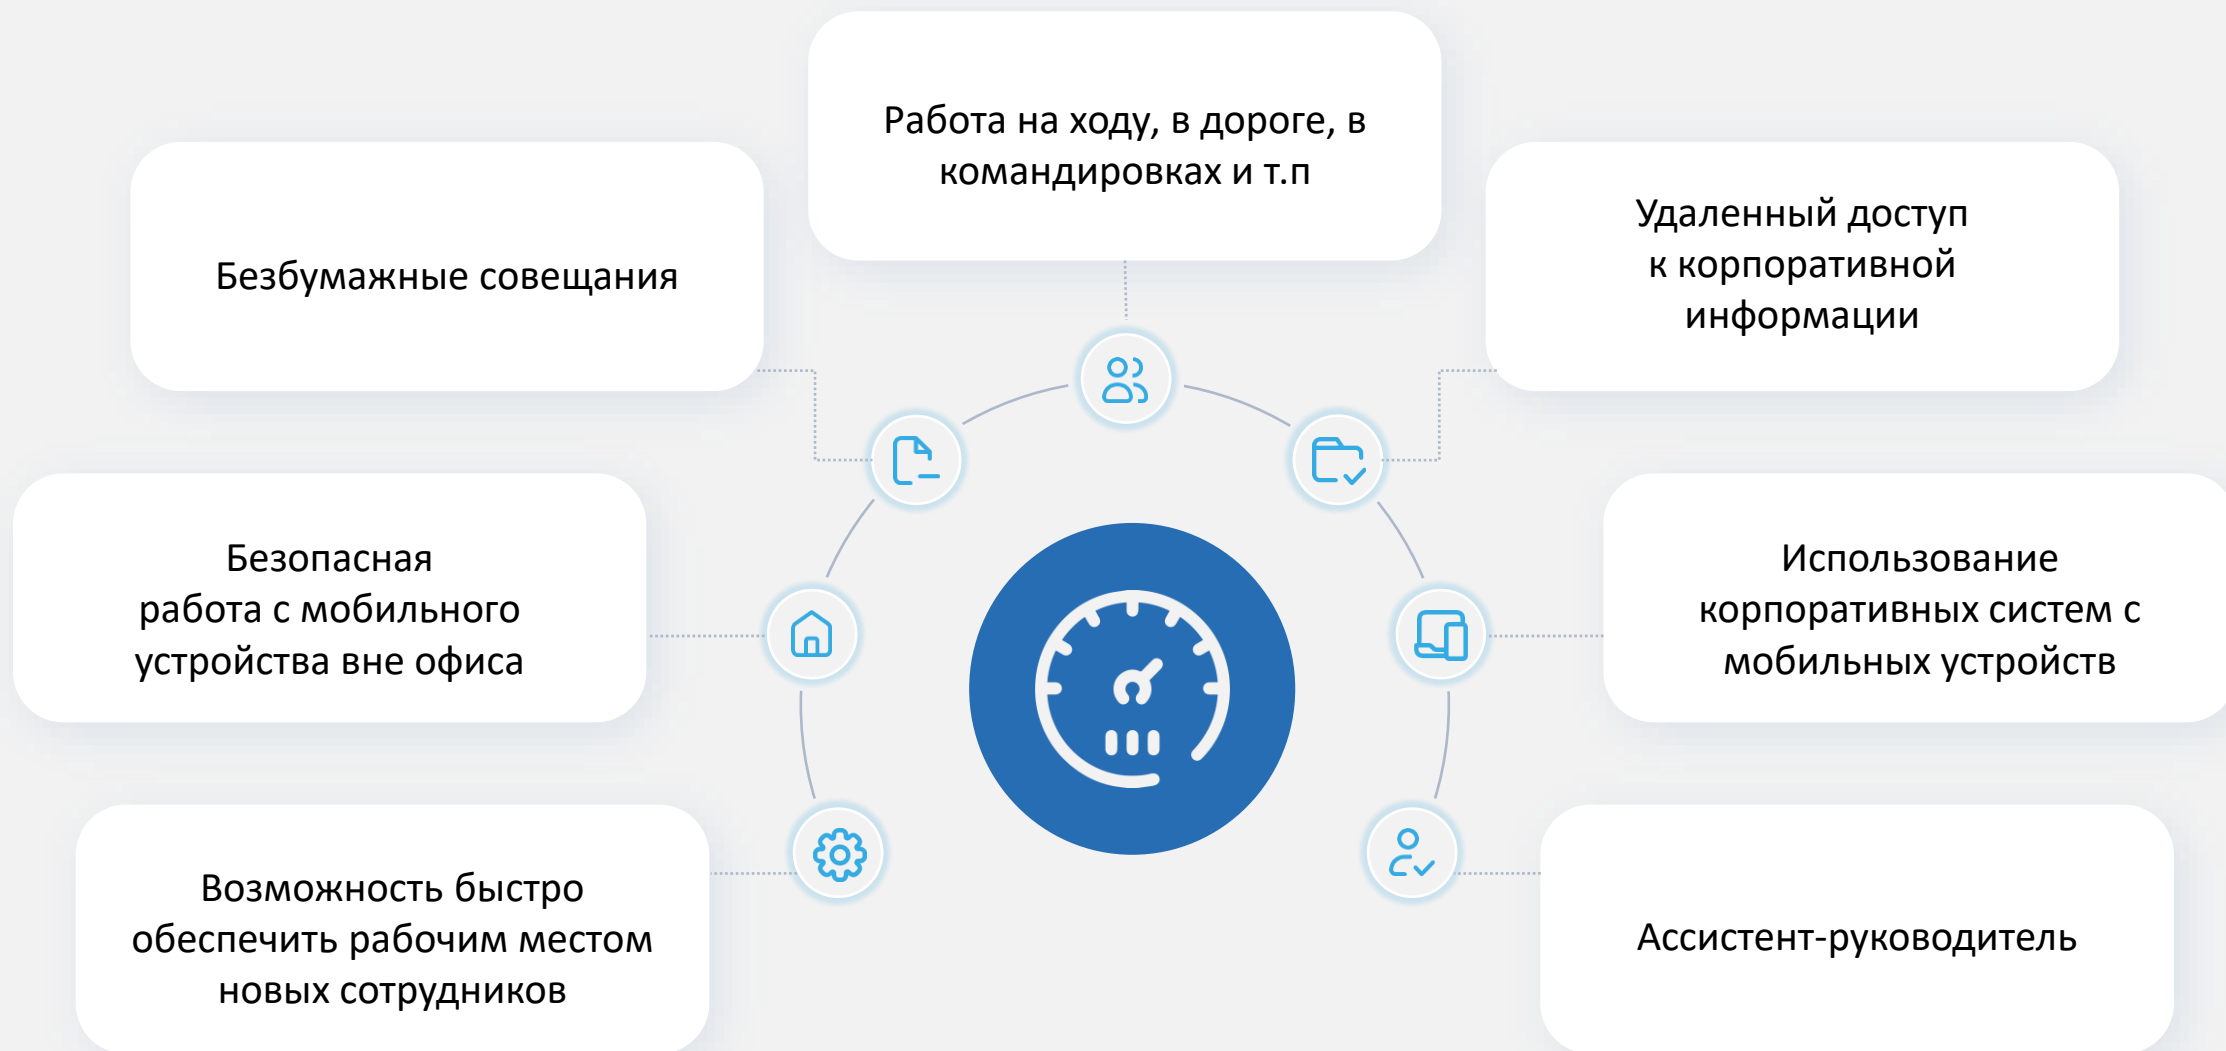 Работа на ходу, в дороге, в
командировках и т.п
Безбумажные совещания
Удаленный доступ
к корпоративной
информации
Безопасная
работа с мобильного
устройства вне офиса
Использование
корпоративных систем с
мобильных устройств
Возможность быстро
обеспечить рабочим местом
новых сотрудников
Ассистент-руководитель